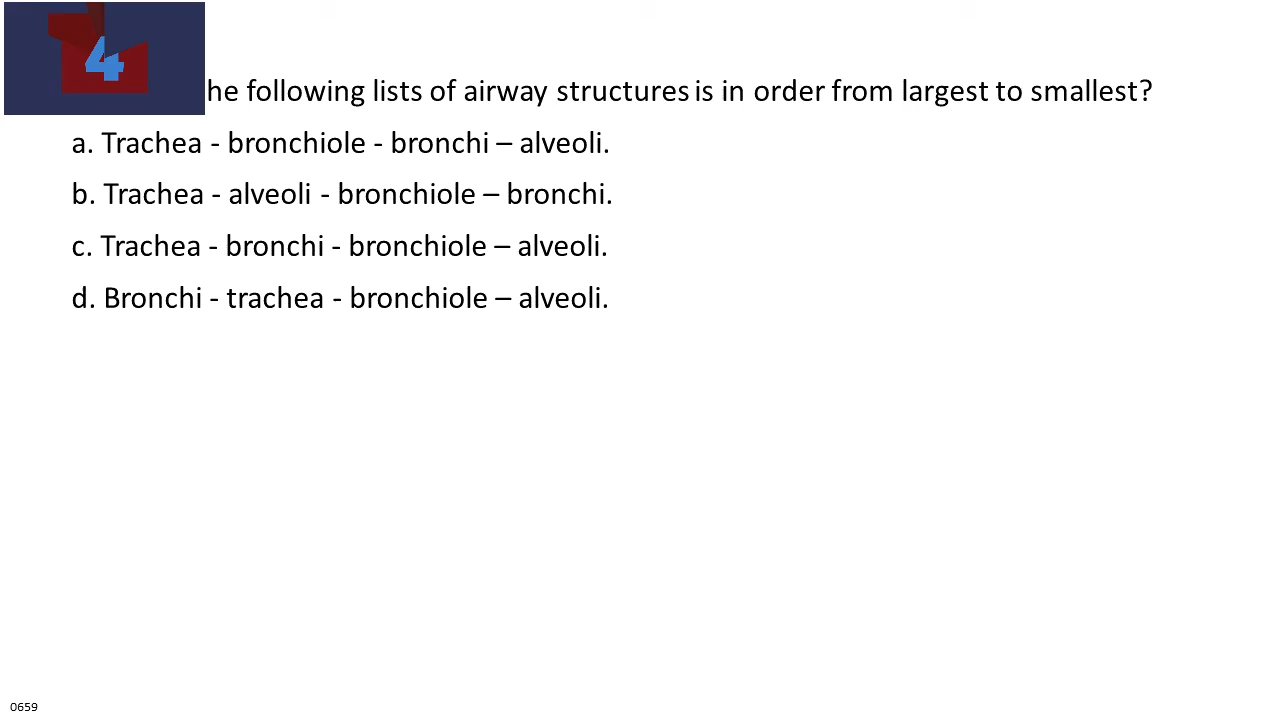 4
he following lists of airway structures is in order from largest to smallest?
a. Trachea - bronchiole - bronchi – alveoli.
b. Trachea - alveoli - bronchiole – bronchi.
c. Trachea - bronchi - bronchiole – alveoli.
d. Bronchi - trachea - bronchiole – alveoli.
0659